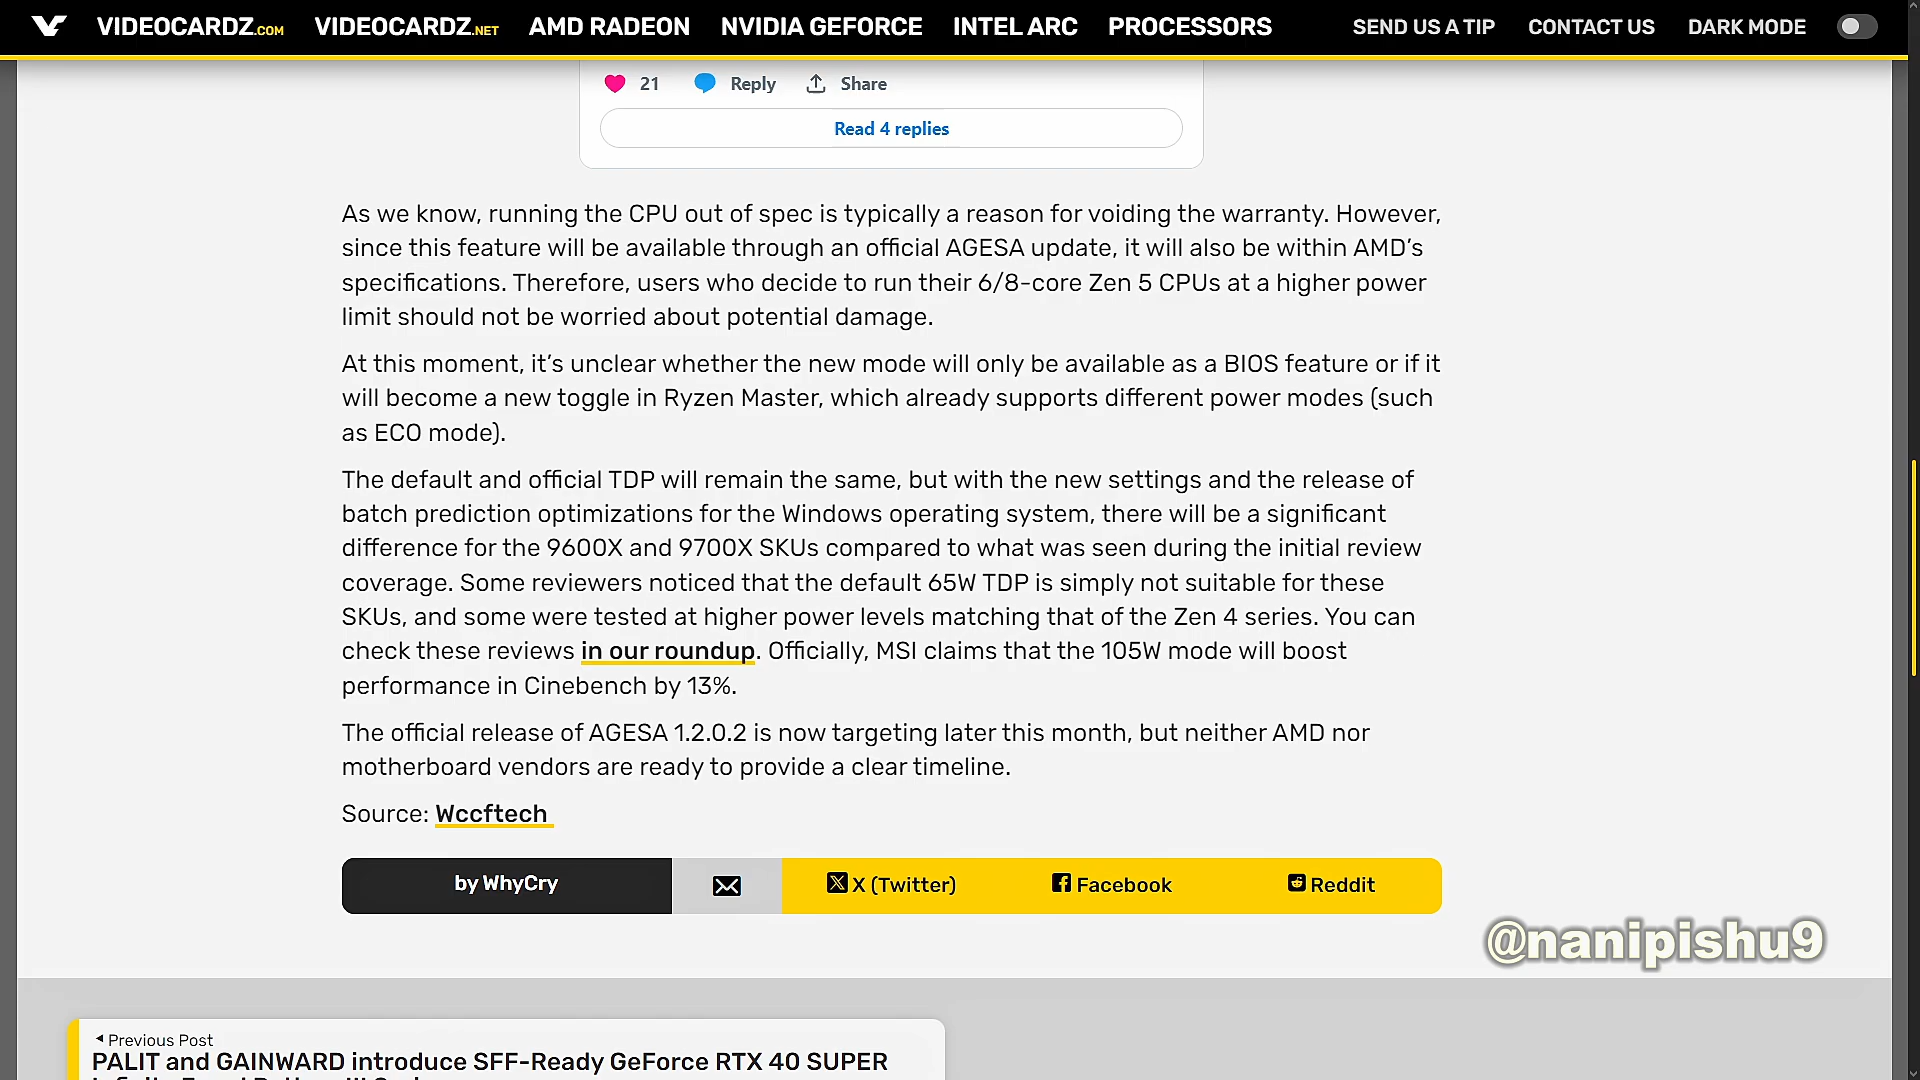 VIDEOCARDZ.COM VIDEOCARDZ.NET AMD RADEON NVIDIA GEFORCE INTEL ARC PROCESSORS SEND US A TIP CONTACT US DARK MODE
21 Reply Share
Read 4 replies
As we know, running the CPU out of spec is typically a reason for voiding the warranty. However,
since this feature will be available through an official AGESA update, it will also be within AMD’s
specifications. Therefore, users who decide to run their 6/8-core Zen 5 CPUs at a higher power
limit should not be worried about potential damage.
At this moment, it’s unclear whether the new mode will only be available as a BIOS feature or if it
will become a new toggle in Ryzen Master, which already supports different power modes (such
as ECO mode).
The default and official TDP will remain the same, but with the new settings and the release of
batch prediction optimizations for the Windows operating system, there will be a significant
difference for the 9600X and 9700X SKUs compared to what was seen during the initial review
coverage. Some reviewers noticed that the default 65W TDP is simply not suitable for these
SKUs, and some were tested at higher power levels matching that of the Zen 4 series. You can
check these reviews in our roundup. Officially, MSI claims that the 105W mode will boost
performance in Cinebench by 13%.
The official release of AGESA 1.2.0.2 is now targeting later this month, but neither AMD nor
motherboard vendors are ready to provide a clear timeline.
Source: Wccftech
by WhyCry X (Twitter) Facebook Reddit
@nanipishu9
Previous Post
PALIT and GAINWARD introduce SFF-Ready GeForce RTX 40 SUPER